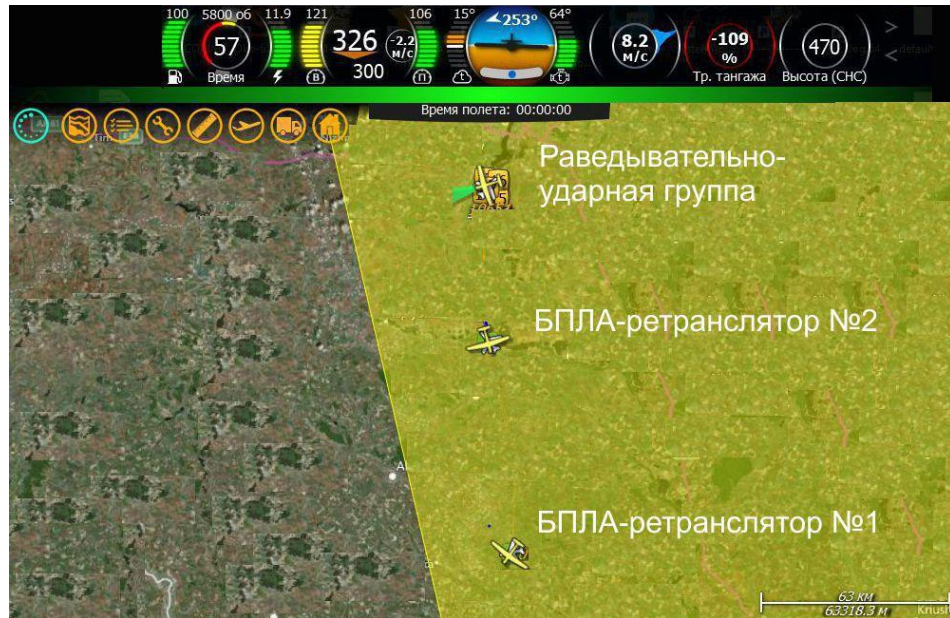 100 5800 об 11.9 121 106 15° 253° 64°
57 326 -2.2 м/с 8.2 м/с -109 % 470
Время В 300 П t t Тр. тангажа Высота (СНС)
Время полета: 00:00:00
Раведывательно-
ударная группа
БПЛА-ретранслятор №2
А
БПЛА-ретранслятор №1
63 км
63318.3 м
Knush